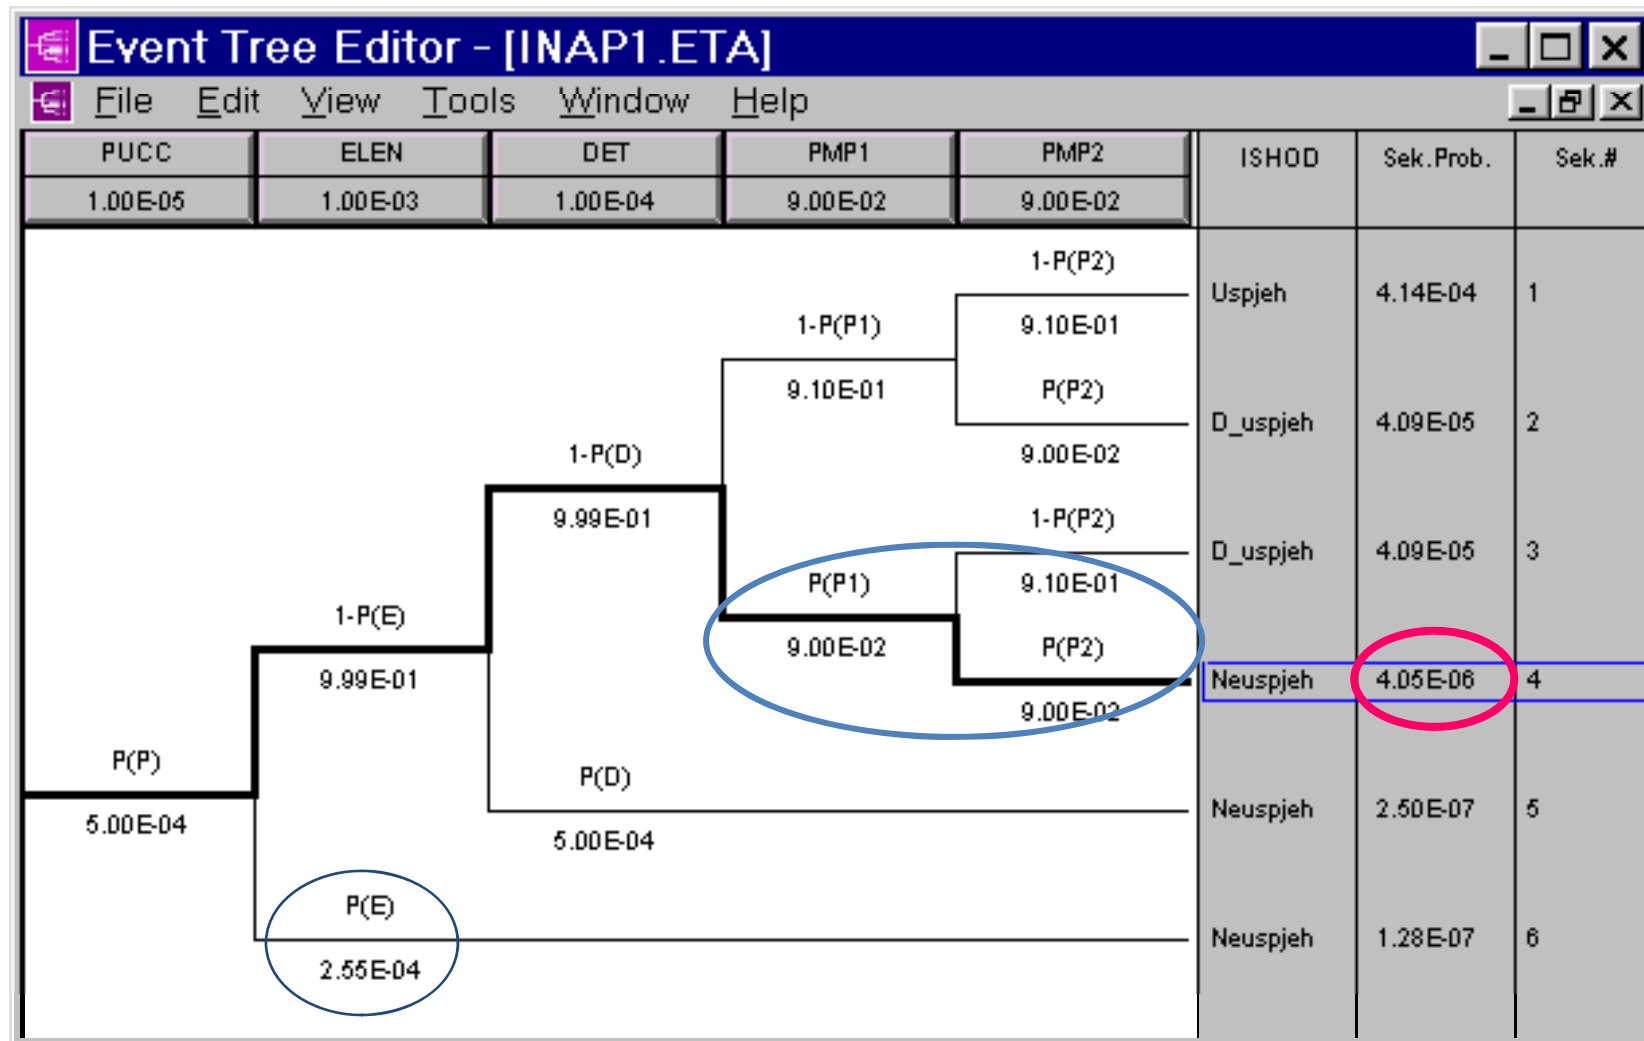 Event Tree Editor - [INAP1.ETA]
File Edit View Tools Window Help
PUCC ELEN DET PMP1 PMP2 ISHOD Sek.Prob. Sek.#
1.00E-05 1.00E-03 1.00E-04 9.00E-02 9.00E-02
1-P(P2)
Uspjeh 4.14E-04 1
1-P(P1) 9.10E-01
9.10E-01 P(P2)
D_uspjeh 4.09E-05 2
1-P(D) 9.00E-02
9.99E-01 1-P(P2)
D_uspjeh 4.09E-05 3
P(P1) 9.10E-01
1-P(E)
9.00E-02 P(P2)
9.99E-01 Neuspjeh 4.05E-06 4
9.00E-02
P(P) P(D)
Neuspjeh 2.50E-07 5
5.00E-04 5.00E-04
P(E)
Neuspjeh 1.28E-07 6
2.55E-04